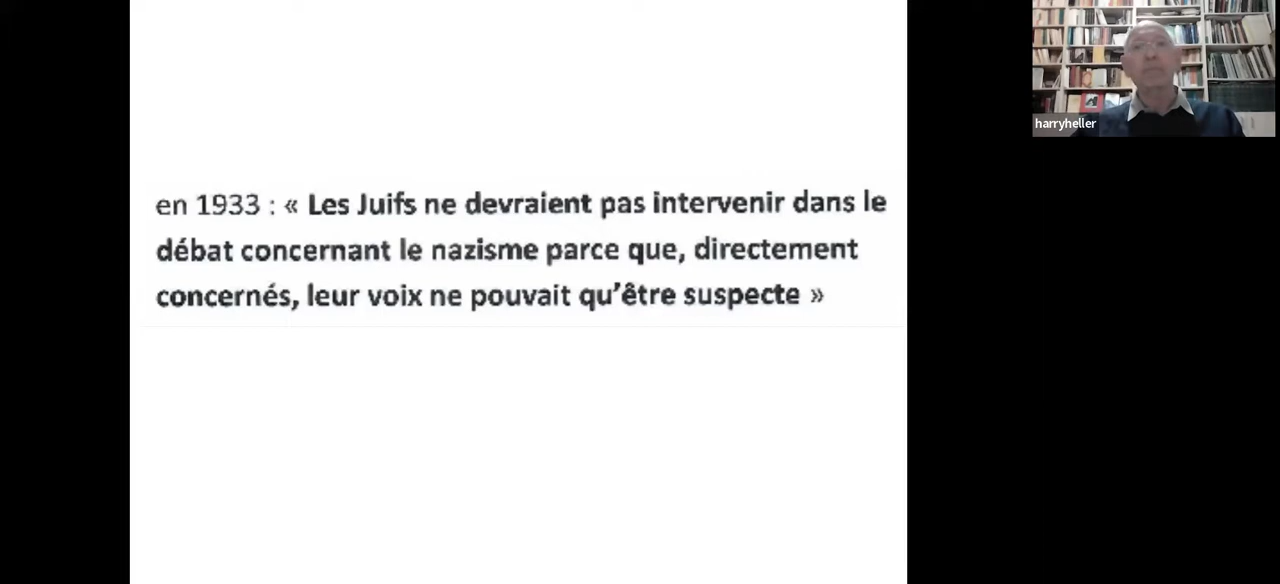 en 1933 : « Les Juifs ne devraient pas intervenir dans le
débat concernant le nazisme parce que, directement
concernés, leur voix ne pouvait qu'être suspecte »
harryheller